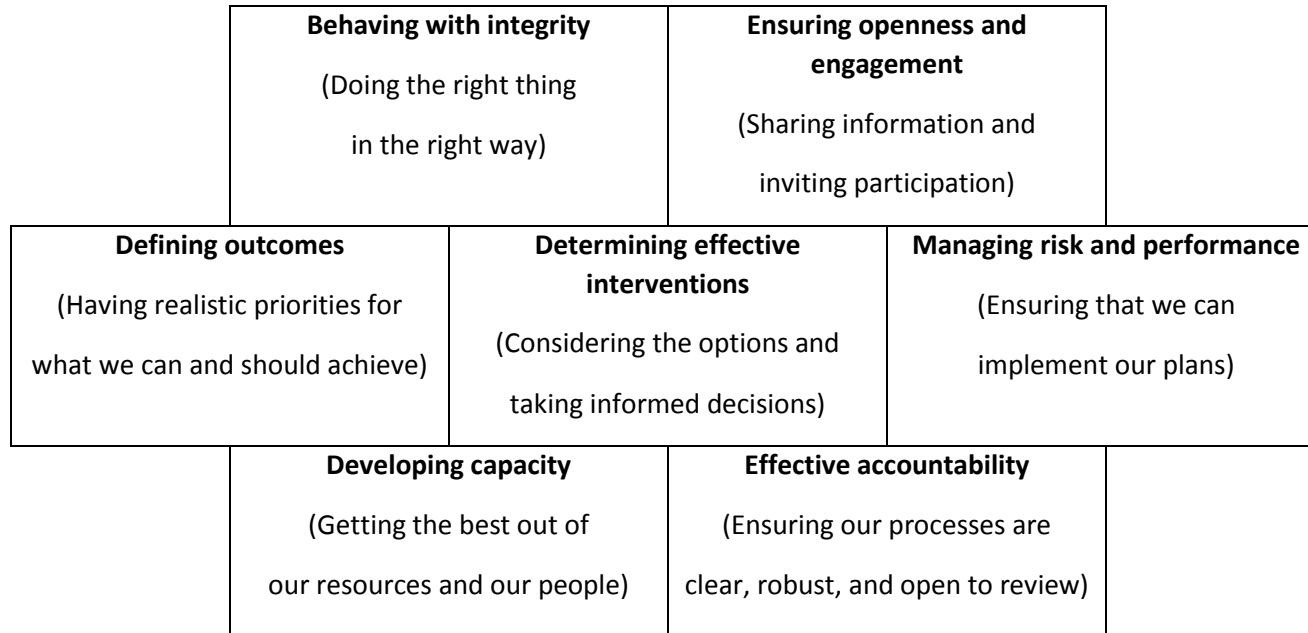 Behaving with integrity
(Doing the right thing
in the right way)
Ensuring openness and
engagement
(Sharing information and
inviting participation)
Defining outcomes
(Having realistic priorities for
what we can and should achieve)
Determining effective
interventions
(Considering the options and
taking informed decisions)
Managing risk and performance
(Ensuring that we can
implement our plans)
Developing capacity
(Getting the best out of
our resources and our people)
Effective accountability
(Ensuring our processes are
clear, robust, and open to review)